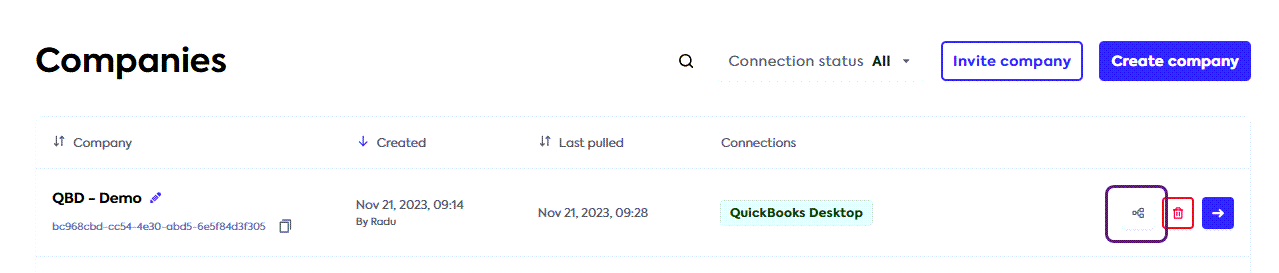 Companies
Connection status All
Invite company
Create company
Company
Created
Last pulled
Connections
QBD - Demo
bc968cbd-cc54-4e30-abd5-6e5f84d3f305
Nov 21, 2023, 09:14
By Radu
Nov 21, 2023, 09:28
QuickBooks Desktop